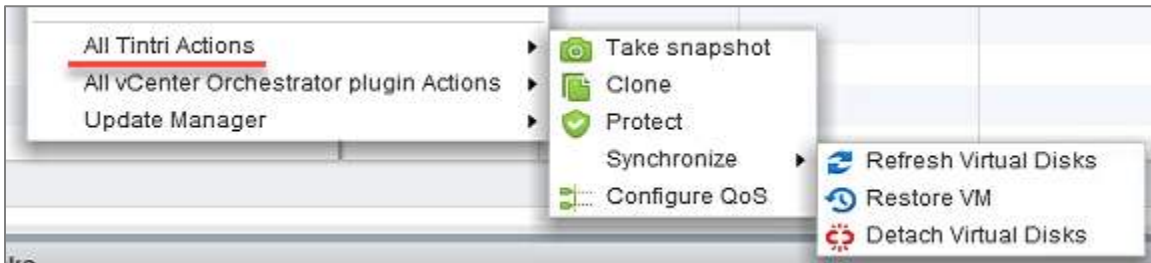 All Tintri Actions
All vCenter Orchestrator plugin Actions
Update Manager
Take snapshot
Clone
Protect
Synchronize
Configure QoS
Refresh Virtual Disks
Restore VM
Detach Virtual Disks